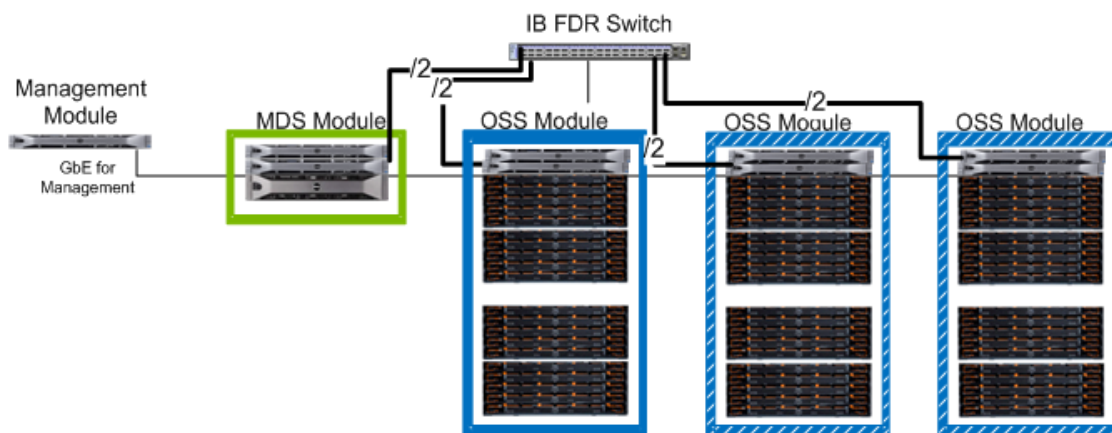 IB FDR Switch
Management
Module
/2
/2
/2
MDS Module
OSS Module
OSS Module
OSS Module
GbE for
Management
/2